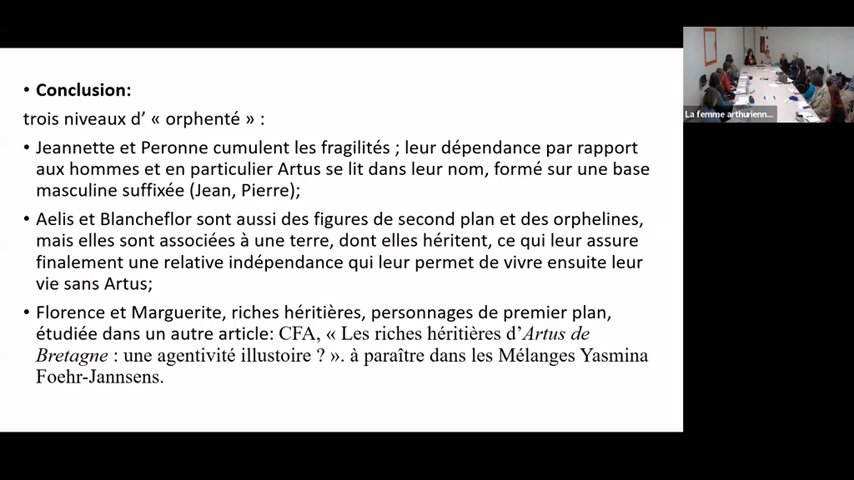 • Conclusion:
trois niveaux d' « orphenté » :
• Jeannette et Peronne cumulent les fragilités ; leur dépendance par rapport
aux hommes et en particulier Artus se lit dans leur nom, formé sur une base
masculine suffixée (Jean, Pierre);
• Aelis et Blancheflor sont aussi des figures de second plan et des orphelines,
mais elles sont associées à une terre, dont elles héritent, ce qui leur assure
finalement une relative indépendance qui leur permet de vivre ensuite leur
vie sans Artus;
• Florence et Marguerite, riches héritières, personnages de premier plan,
étudiée dans un autre article: CFA, « Les riches héritières d'Artus de
Bretagne : une agentivité illustoire ? ». à paraître dans les Mélanges Yasmina
Foehr-Jannsens.
La femme arthurienn...